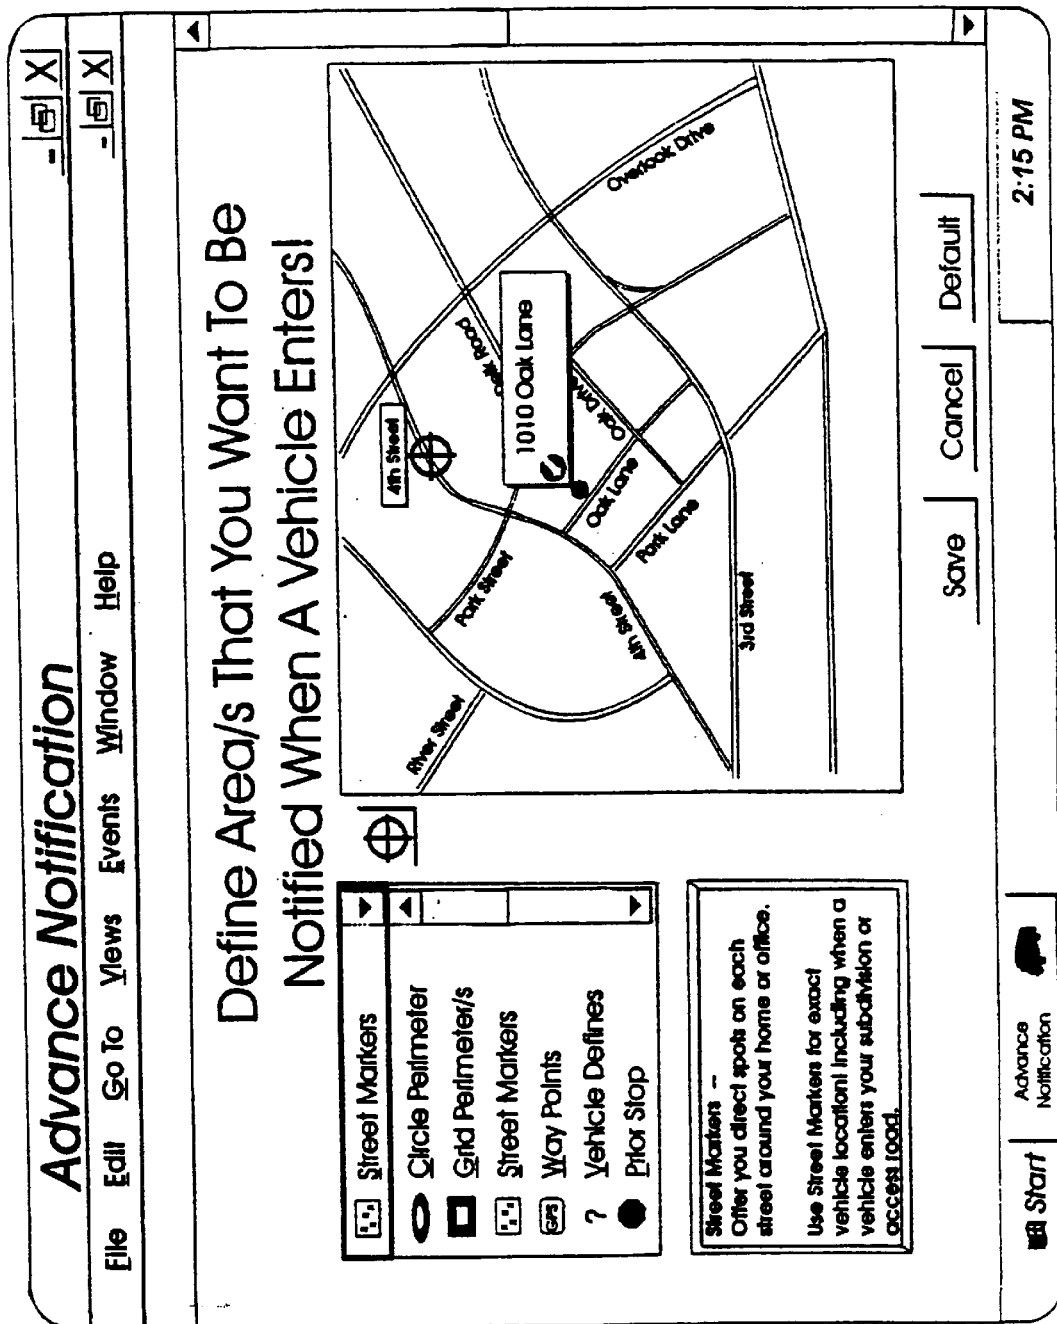 Advance Notification
File Edit Go To Views Events Window Help
Define Area/s That You Want To Be
Notified When A Vehicle Enters!
Street Markers
Circle Perimeter
Grid Perimeter/s
Street Markers
GPS Way Points
? Vehicle Defines
Prior Stop
Street Markers --
Offer you direct spots on each
street around your home or office.
Use Street Markers for exact
vehicle location! Including when a
vehicle enters your subdivision or
access road.
River Street
Park Street
4th Street
4th Street
Road
1010 Oak Lane
Oak Drive
Oak Lane
Park Lane
3rd Street
Overlook Drive
Save Cancel Default
Start
Advance
Notification
2:15 PM